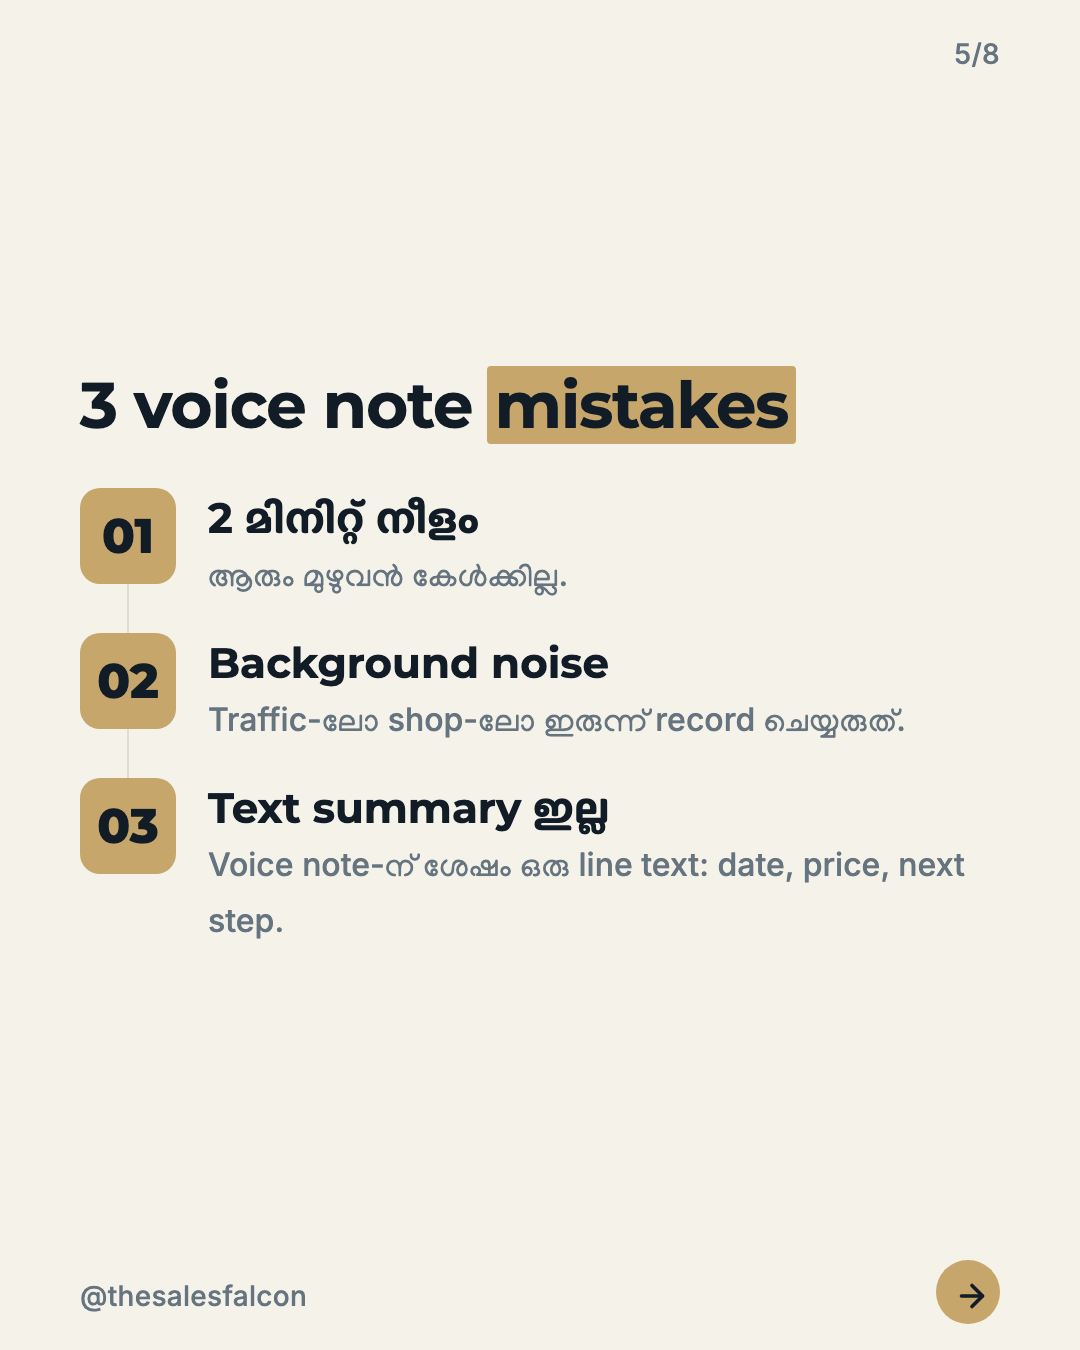 5/8
3 voice note mistakes
01
2 മിനിറ്റ് നീളം
ആരും മുഴുവൻ കേൾക്കില്ല.
02
Background noise
Traffic-ലോ shop-ലോ ഇരുന്ന് record ചെയ്യരുത്.
03
Text summary ഇല്ല
Voice note-ന് ശേഷം ഒരു line text: date, price, next
step.
@thesalesfalcon